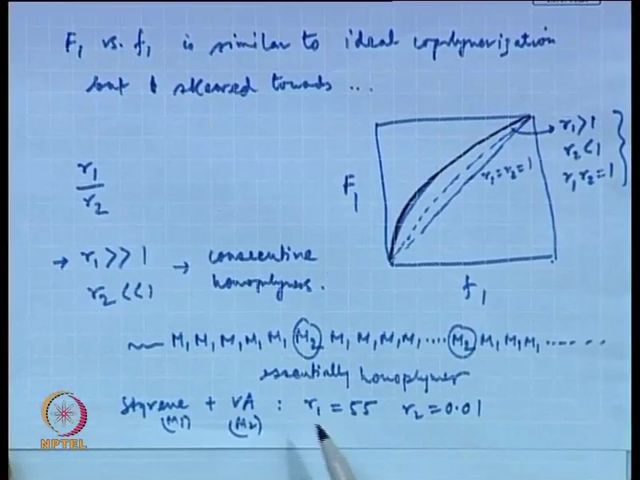 F₁ vs. f₁ is similar to ideal copolymerization
but skewed towards ...
r₁ > 1
r₂ < 1
r₁ r₂ = 1
r₁ = r₂ = 1
F₁
f₁
r₁
r₂
→ r₁ >> 1 → consecutive
r₂ << 1 homopolymers.
~~ M₁ M₁ M₁ M₁ M₁ M₂ M₁ M₁ M₁ M₁ .... M₂ M₁ M₁ M₁ ......
essentially homopolymer
Styrene + VA : r₁ = 55 r₂ = 0.01
(M₁) (M₂)
NPTEL